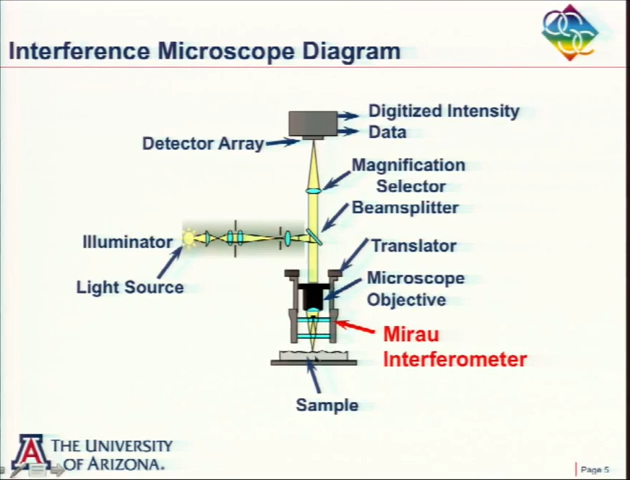 Interference Microscope Diagram
Digitized Intensity
Data
Detector Array
Magnification
Selector
Beamsplitter
Illuminator
Translator
Light Source
Microscope
Objective
Mirau
Interferometer
Sample
THE UNIVERSITY
OF ARIZONA.
Page 5